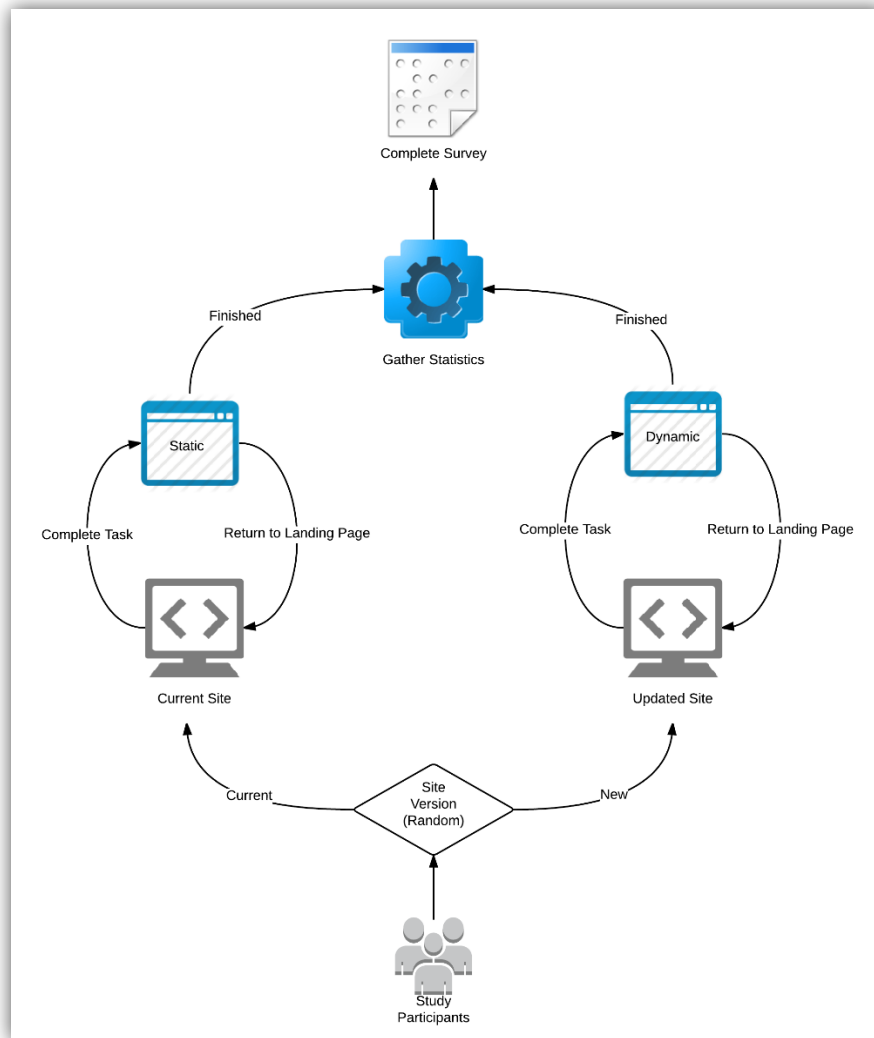 Complete Survey
Finished
Finished
Gather Statistics
Static
Dynamic
Complete Task
Return to Landing Page
Complete Task
Return to Landing Page
Current Site
Updated Site
Current
Site
Version
(Random)
New
Study
Participants